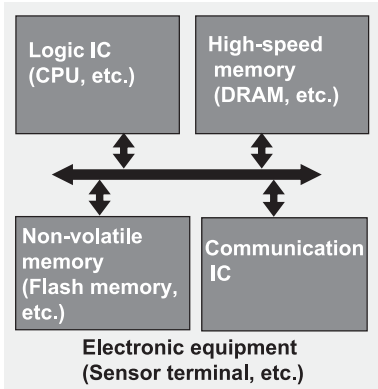 Logic IC
(CPU, etc.)
High-speed
memory
(DRAM, etc.)
Non-volatile
memory
(Flash memory,
etc.)
Communication
IC
Electronic equipment
(Sensor terminal, etc.)